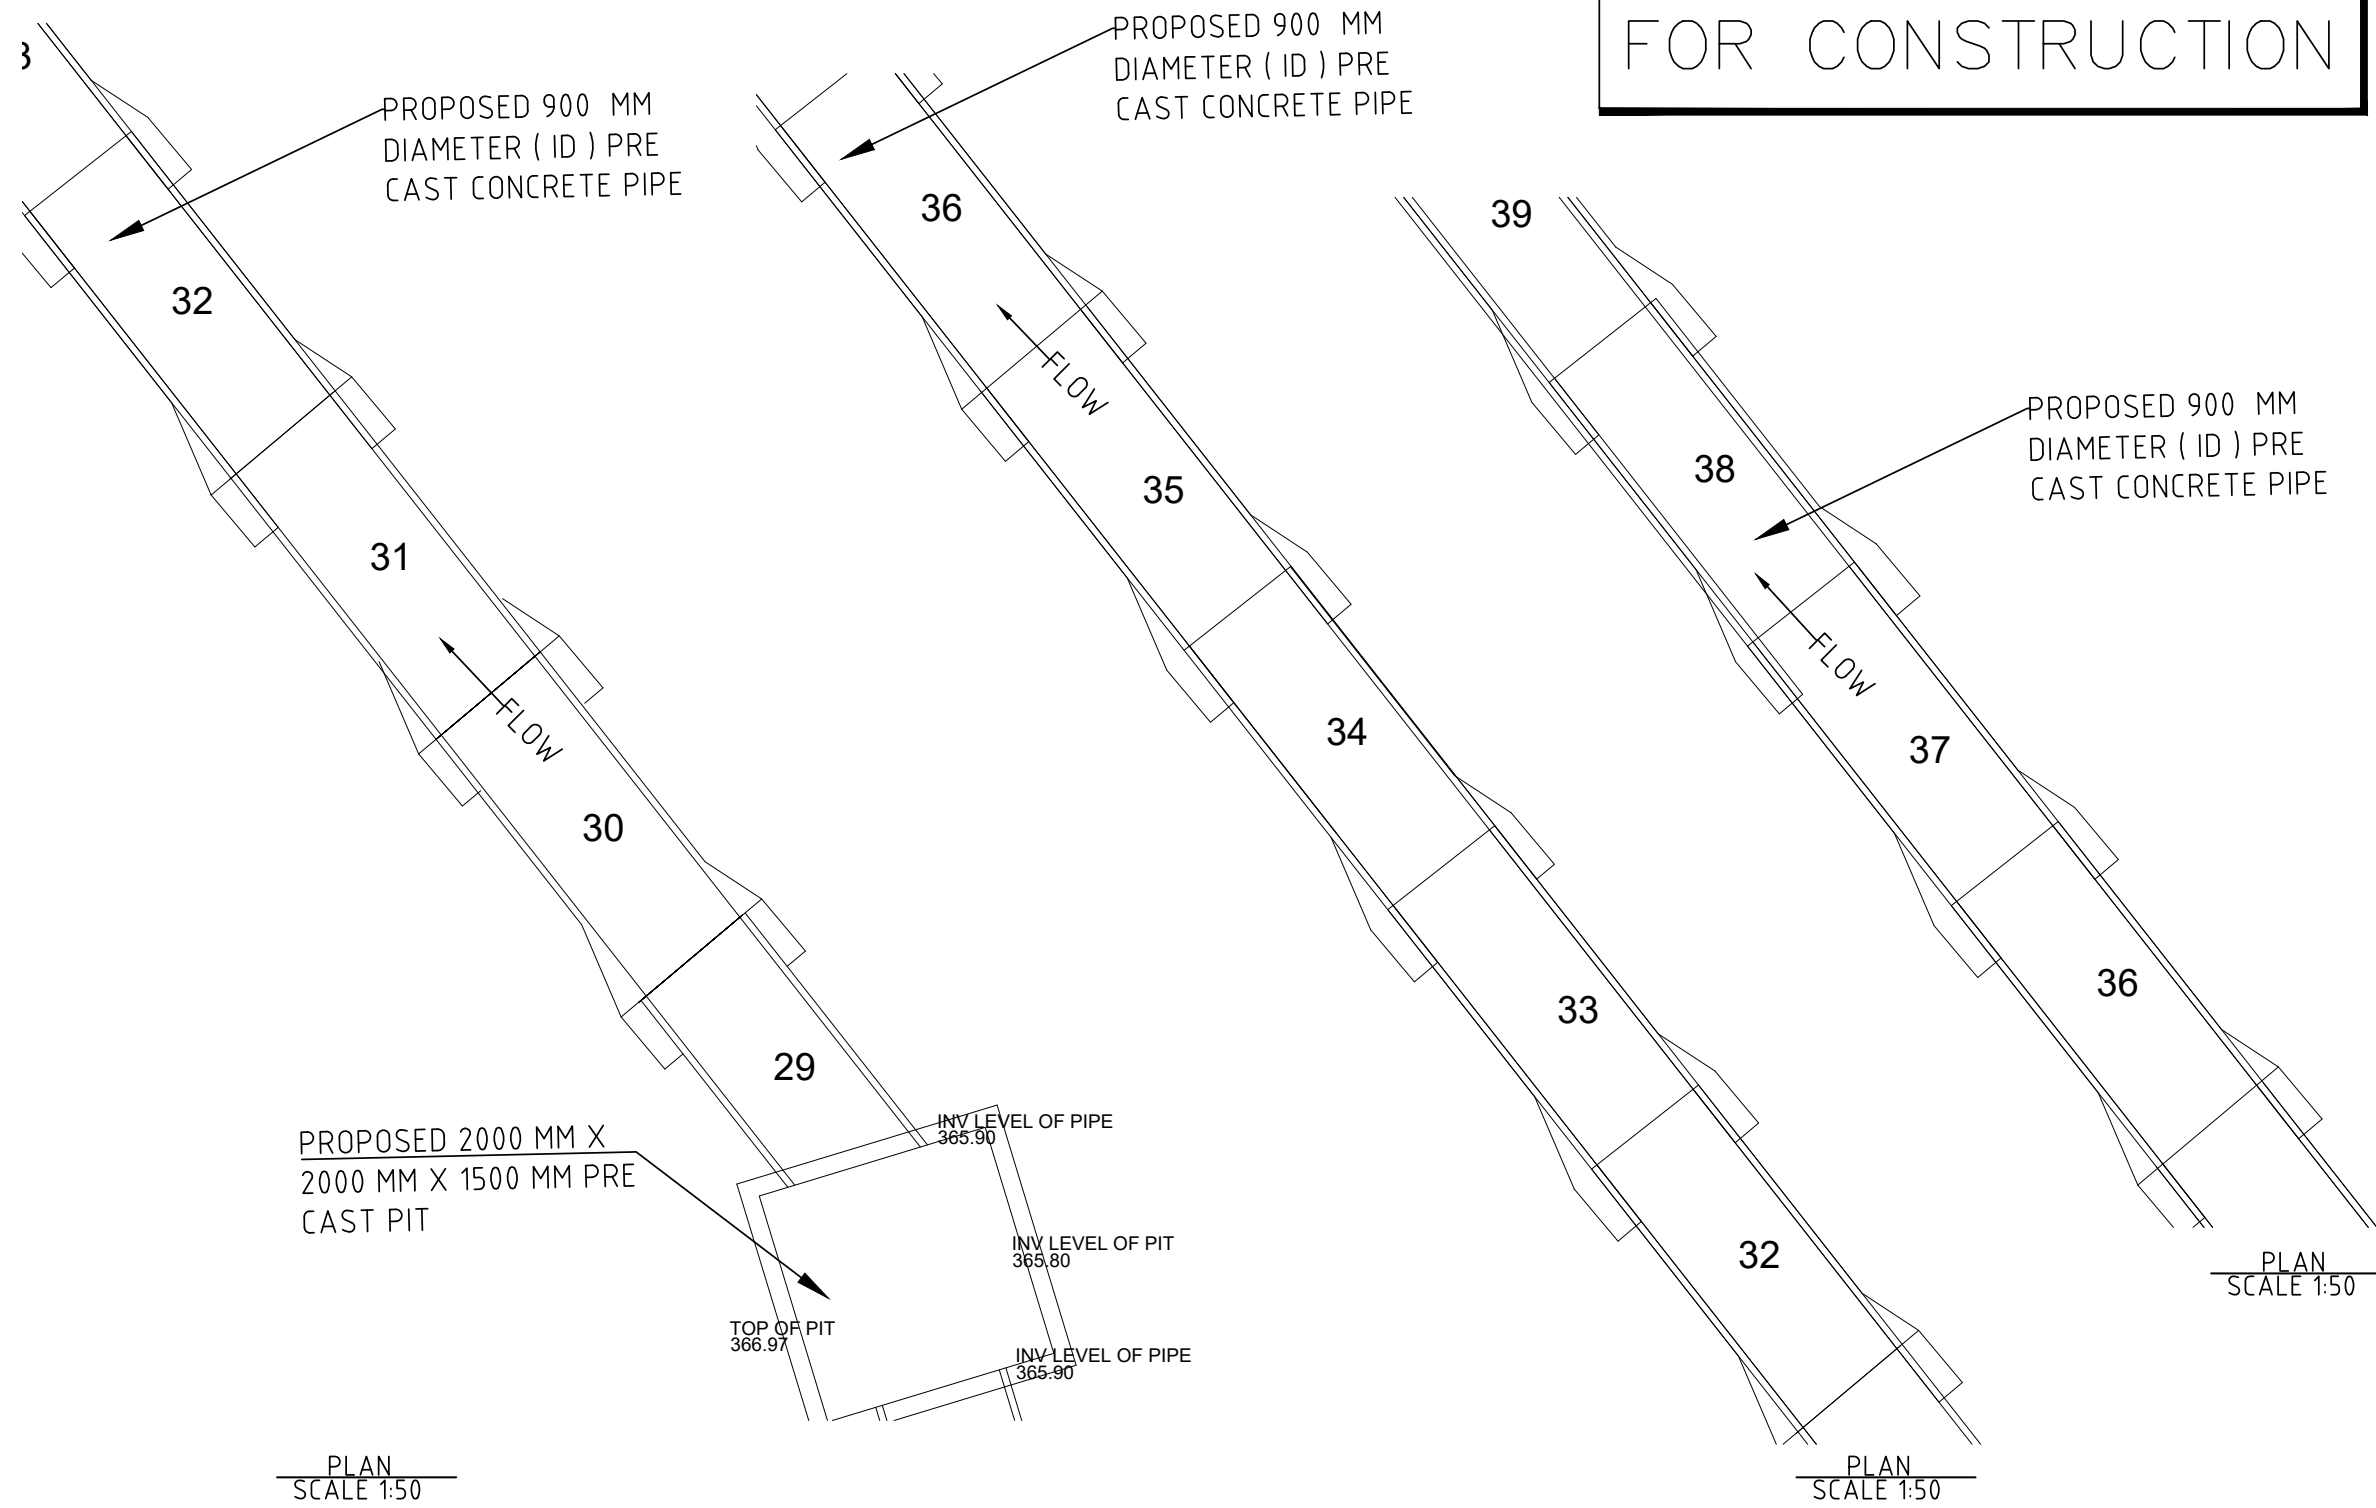 FOR CONSTRUCTION
PROPOSED 900 MM
DIAMETER ( ID ) PRE
CAST CONCRETE PIPE
32
31
FLOW
30
29
PROPOSED 2000 MM X
2000 MM X 1500 MM PRE
CAST PIT
INV LEVEL OF PIPE
365.90
INV LEVEL OF PIT
365.80
TOP OF PIT
366.97
INV LEVEL OF PIPE
365.90
PLAN
SCALE 1:50
PROPOSED 900 MM
DIAMETER ( ID ) PRE
CAST CONCRETE PIPE
36
FLOW
35
34
33
32
PLAN
SCALE 1:50
39
38
PROPOSED 900 MM
DIAMETER ( ID ) PRE
CAST CONCRETE PIPE
FLOW
37
36
PLAN
SCALE 1:50